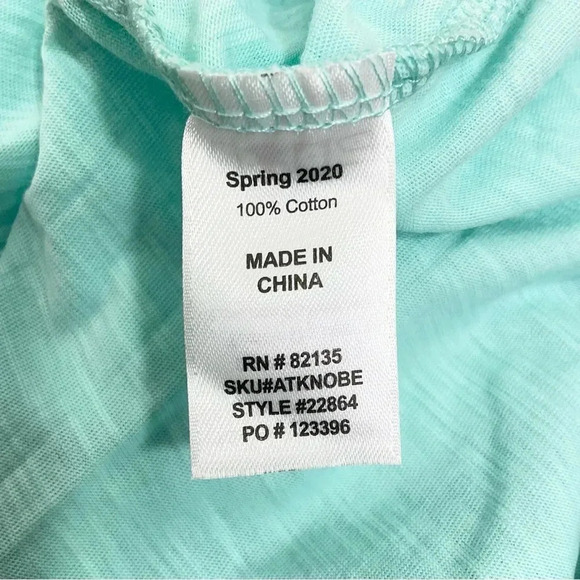 Spring 2020
100% Cotton
MADE IN
CHINA
RN # 82135
SKU#ATKNOBE
STYLE #22864
PO # 123396